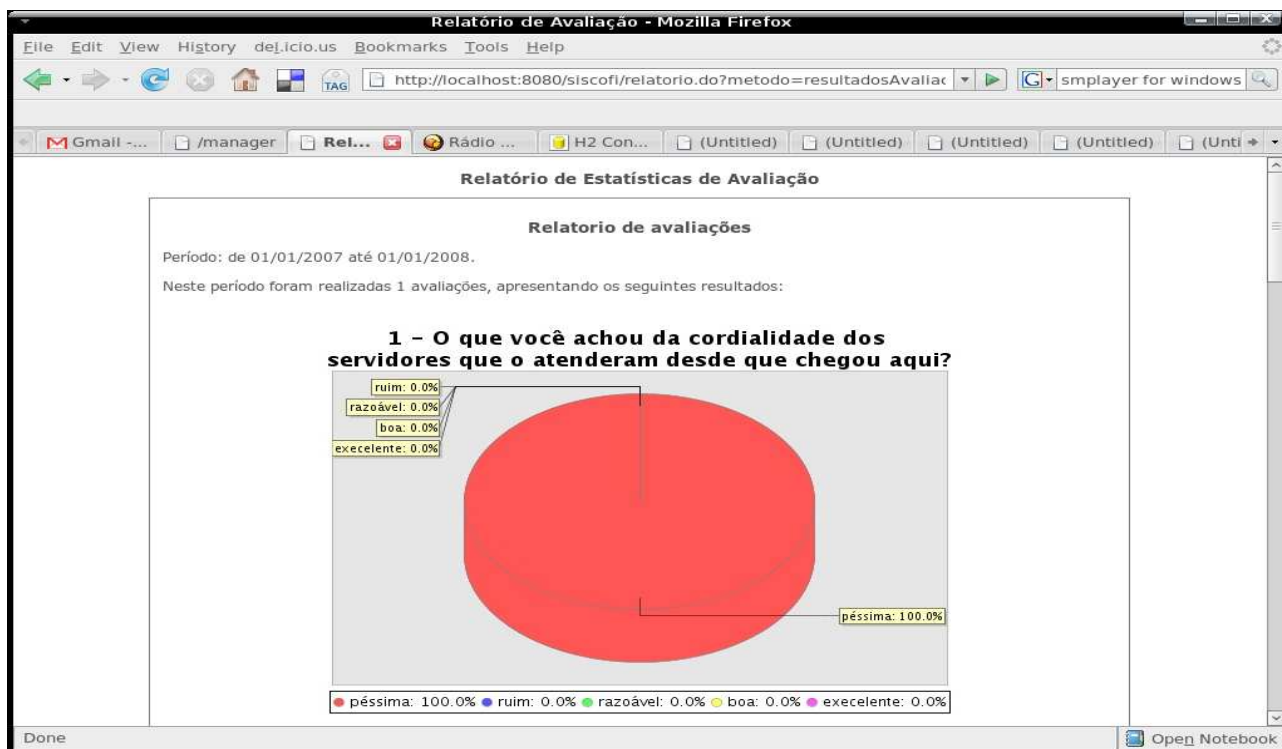 Relatório de Avaliação - Mozilla Firefox
File Edit View History del.icio.us Bookmarks Tools Help
TAG http://localhost:8080/siscofi/relatorio.do?metodo=resultadosAvaliac G smplayer for windows
Gmail -... /manager Rel... Rádio ... H2 Con... (Untitled) (Untitled) (Untitled) (Untitled) (Unti
Relatório de Estatísticas de Avaliação
Relatorio de avaliações
Período: de 01/01/2007 até 01/01/2008.
Neste período foram realizadas 1 avaliações, apresentando os seguintes resultados:
1 – O que você achou da cordialidade dos
servidores que o atenderam desde que chegou aqui?
ruim: 0.0%
razoável: 0.0%
boa: 0.0%
execelente: 0.0%
péssima: 100.0%
péssima: 100.0% ruim: 0.0% razoável: 0.0% boa: 0.0% execelente: 0.0%
Done Open Notebook